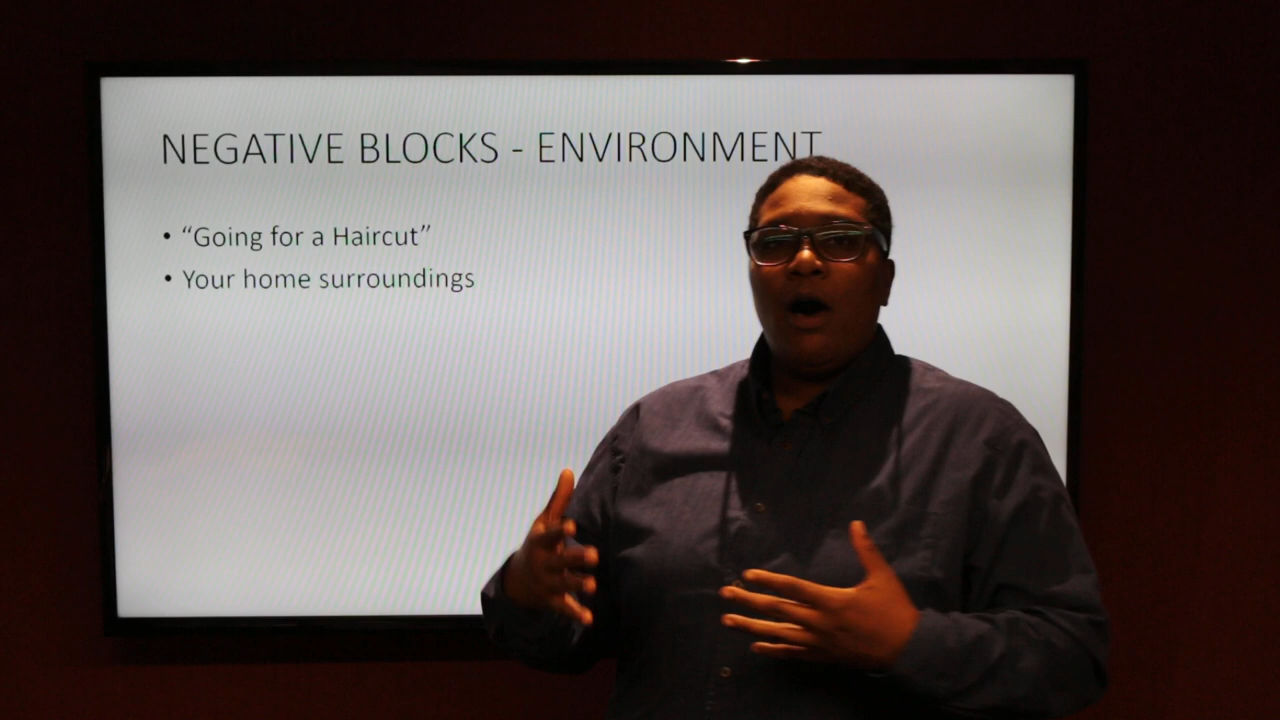 NEGATIVE BLOCKS - ENVIRONMENT
• “Going for a Haircut”
• Your home surroundings